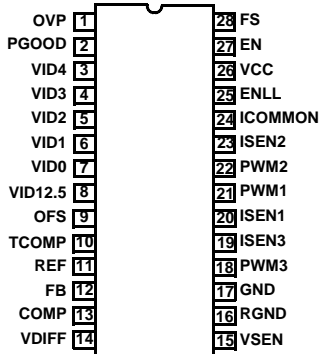 OVP 1 28 FS
PGOOD 2 27 EN
VID4 3 26 VCC
VID3 4 25 ENLL
VID2 5 24 ICOMMON
VID1 6 23 ISEN2
VID0 7 22 PWM2
VID12.5 8 21 PWM1
OFS 9 20 ISEN1
TCOMP 10 19 ISEN3
REF 11 18 PWM3
FB 12 17 GND
COMP 13 16 RGND
VDIFF 14 15 VSEN